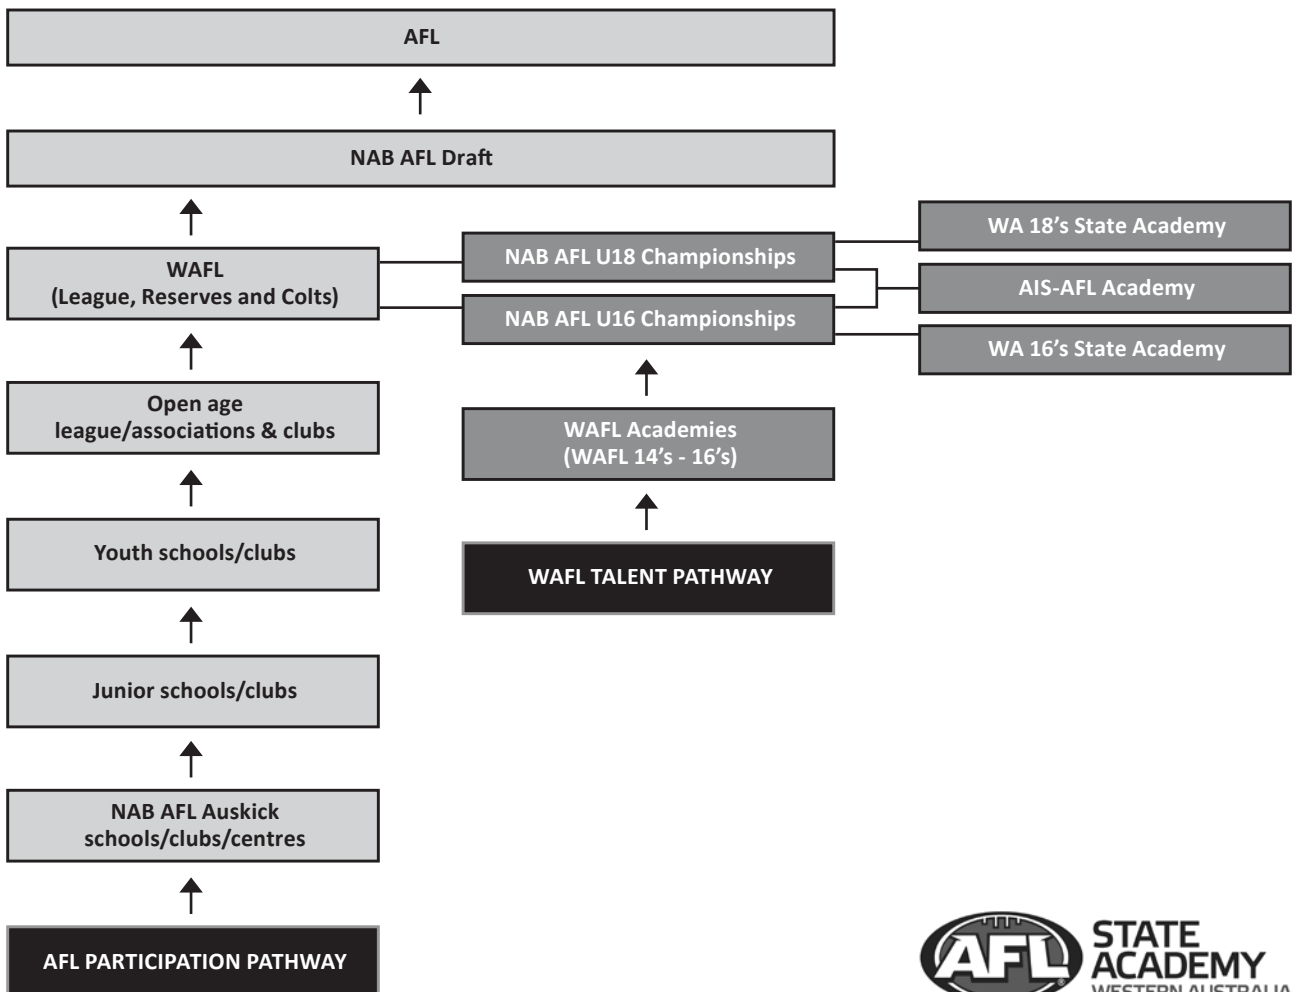 AFL
NAB AFL Draft
WAFL
(League, Reserves and Colts)
NAB AFL U18 Championships
NAB AFL U16 Championships
WA 18’s State Academy
AIS-AFL Academy
WA 16’s State Academy
Open age
league/associations & clubs
WAFL Academies
(WAFL 14’s - 16’s)
Youth schools/clubs
WAFL TALENT PATHWAY
Junior schools/clubs
NAB AFL Auskick
schools/clubs/centres
AFL PARTICIPATION PATHWAY
AFL
STATE
ACADEMY
WESTERN AUSTRALIA